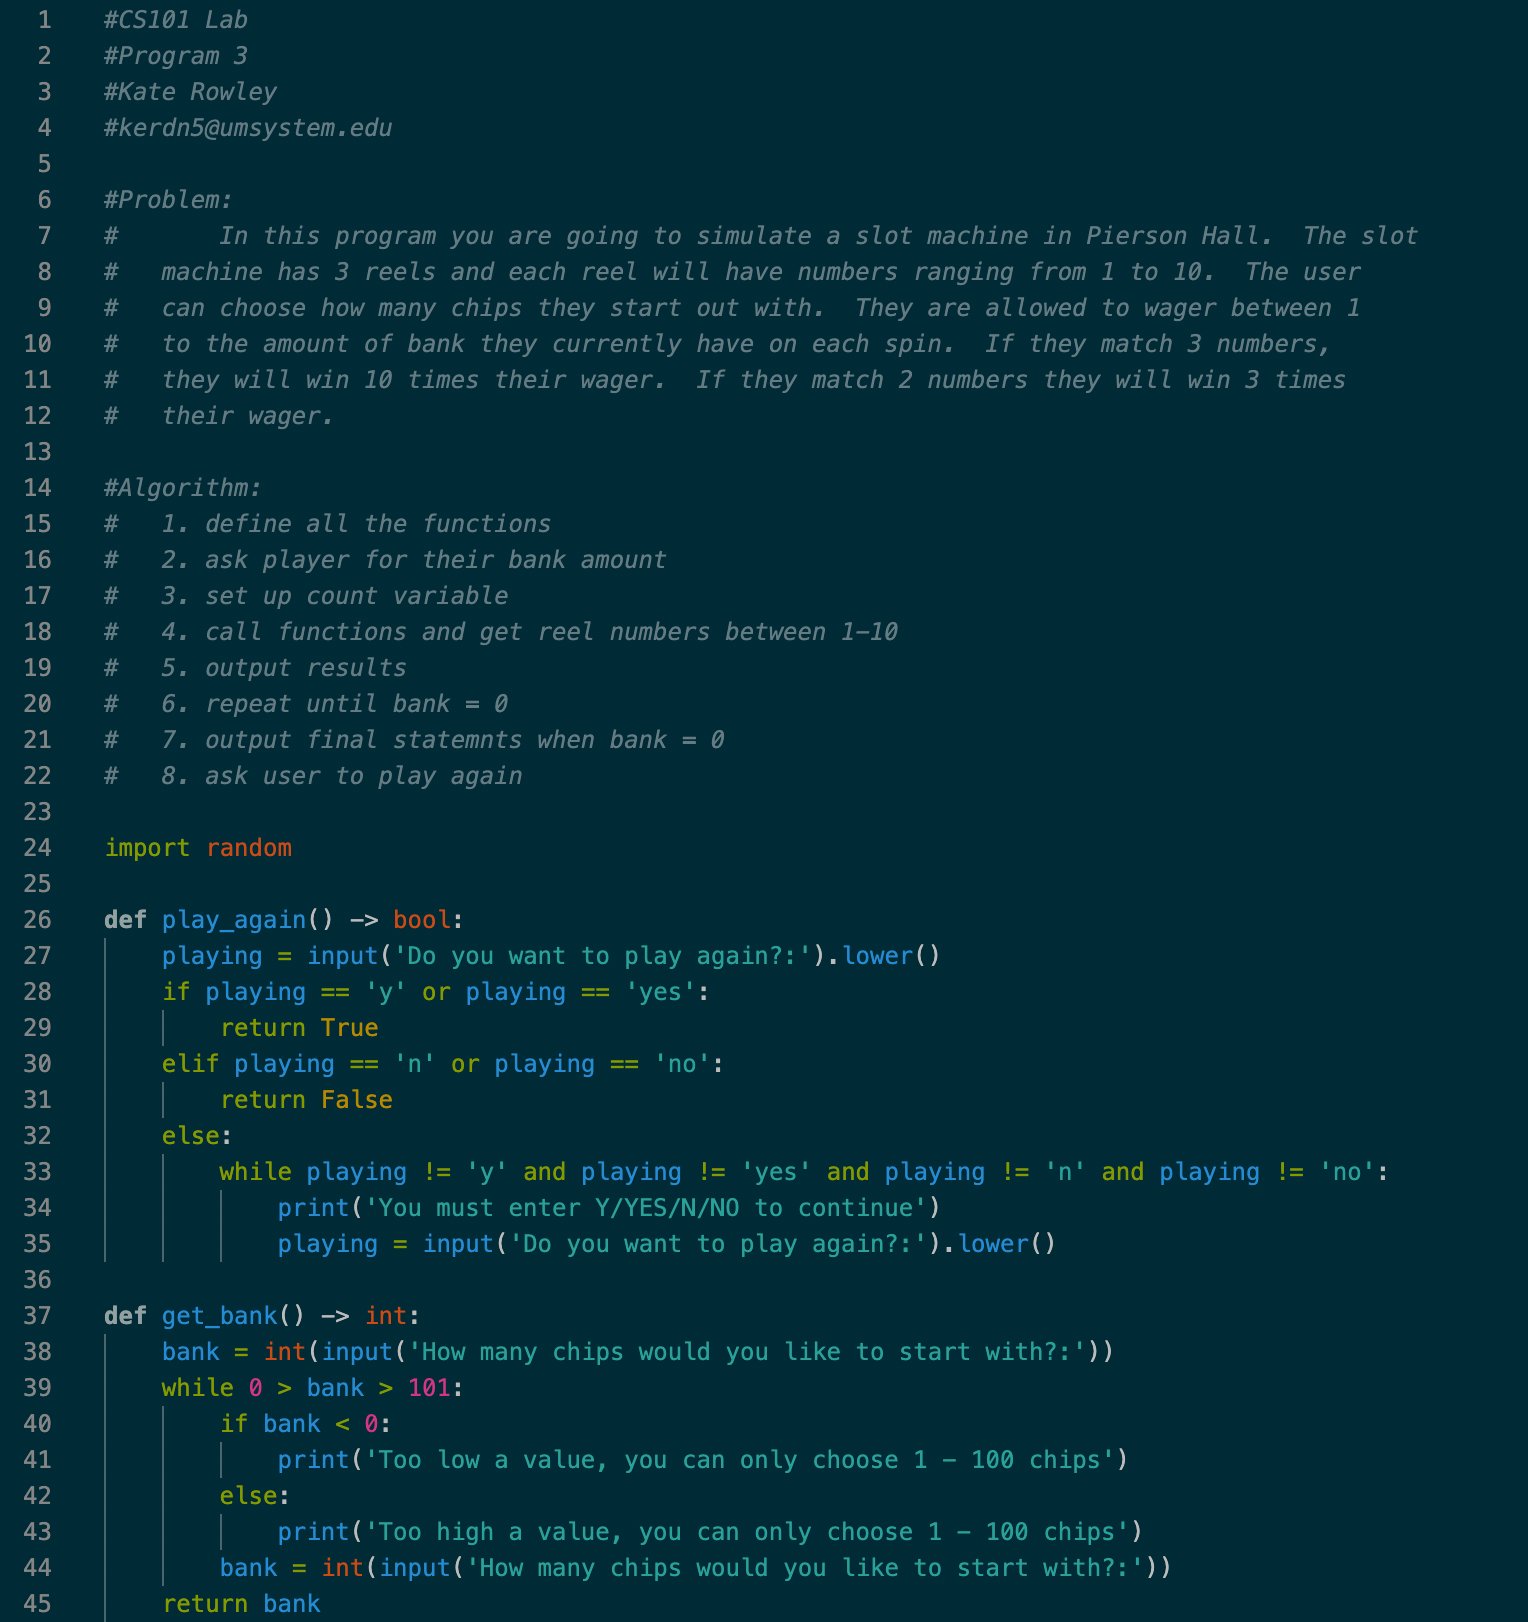 1 #CS101 Lab
2 #Program 3
3 #Kate Rowley
4 #kerdn5@umsystem.edu
5
6 #Problem:
7 #       In this program you are going to simulate a slot machine in Pierson Hall.  The slot
8 #   machine has 3 reels and each reel will have numbers ranging from 1 to 10.  The user
9 #   can choose how many chips they start out with.  They are allowed to wager between 1
10 #   to the amount of bank they currently have on each spin.  If they match 3 numbers,
11 #   they will win 10 times their wager.  If they match 2 numbers they will win 3 times
12 #   their wager.
13
14 #Algorithm:
15 #   1. define all the functions
16 #   2. ask player for their bank amount
17 #   3. set up count variable
18 #   4. call functions and get reel numbers between 1-10
19 #   5. output results
20 #   6. repeat until bank = 0
21 #   7. output final statemnts when bank = 0
22 #   8. ask user to play again
23
24 import random
25
26 def play_again() -> bool:
27     playing = input('Do you want to play again?:').lower()
28     if playing == 'y' or playing == 'yes':
29         return True
30     elif playing == 'n' or playing == 'no':
31         return False
32     else:
33         while playing != 'y' and playing != 'yes' and playing != 'n' and playing != 'no':
34             print('You must enter Y/YES/N/NO to continue')
35             playing = input('Do you want to play again?:').lower()
36
37 def get_bank() -> int:
38     bank = int(input('How many chips would you like to start with?:'))
39     while 0 > bank > 101:
40         if bank < 0:
41             print('Too low a value, you can only choose 1 - 100 chips')
42         else:
43             print('Too high a value, you can only choose 1 - 100 chips')
44         bank = int(input('How many chips would you like to start with?:'))
45     return bank